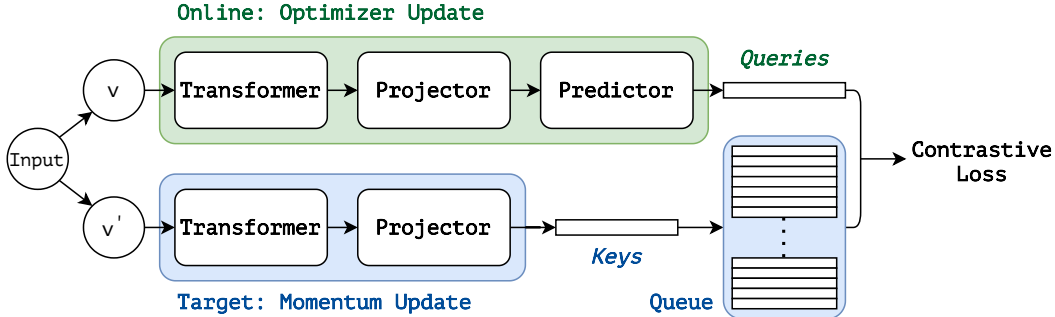 Online: Optimizer Update
Queries
v
Transformer
Projector
Predictor
Input
Contrastive
Loss
v'
Transformer
Projector
Keys
Target: Momentum Update
Queue